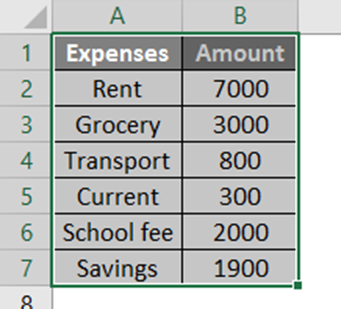 A B
1 Expenses Amount
2 Rent 7000
3 Grocery 3000
4 Transport 800
5 Current 300
6 School fee 2000
7 Savings 1900
8